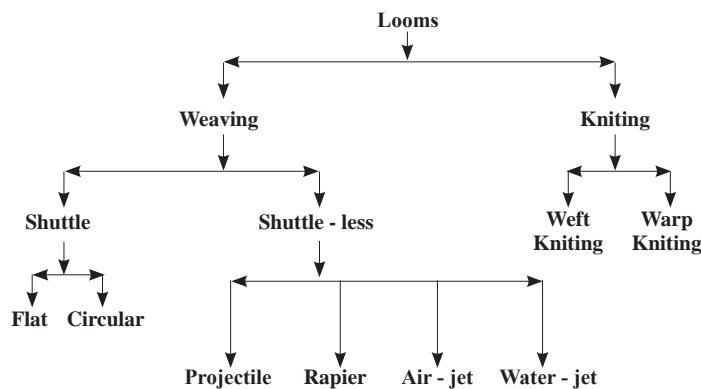 Looms
Weaving
Kniting
Shuttle
Shuttle - less
Weft
Kniting
Warp
Kniting
Flat
Circular
Projectile
Rapier
Air - jet
Water - jet